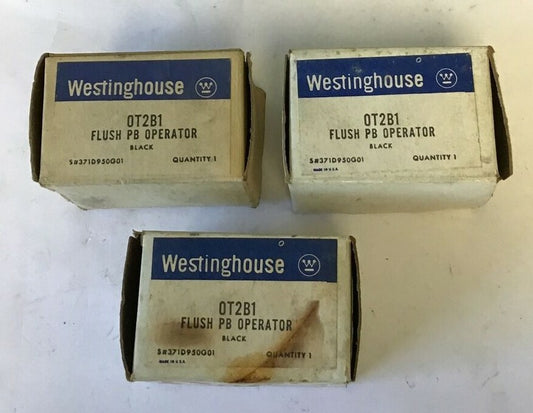 Westinghouse W
OT2B1
FLUSH PB OPERATOR
BLACK
S#371D950G01 QUANTITY 1
Westinghouse W
OT2B1
FLUSH PB OPERATOR
BLACK
S#371D950G01 QUANTITY 1
MADE IN U.S.A.
Westinghouse W
OT2B1
FLUSH PB OPERATOR
BLACK
S#371D950G01 QUANTITY 1
MADE IN U.S.A